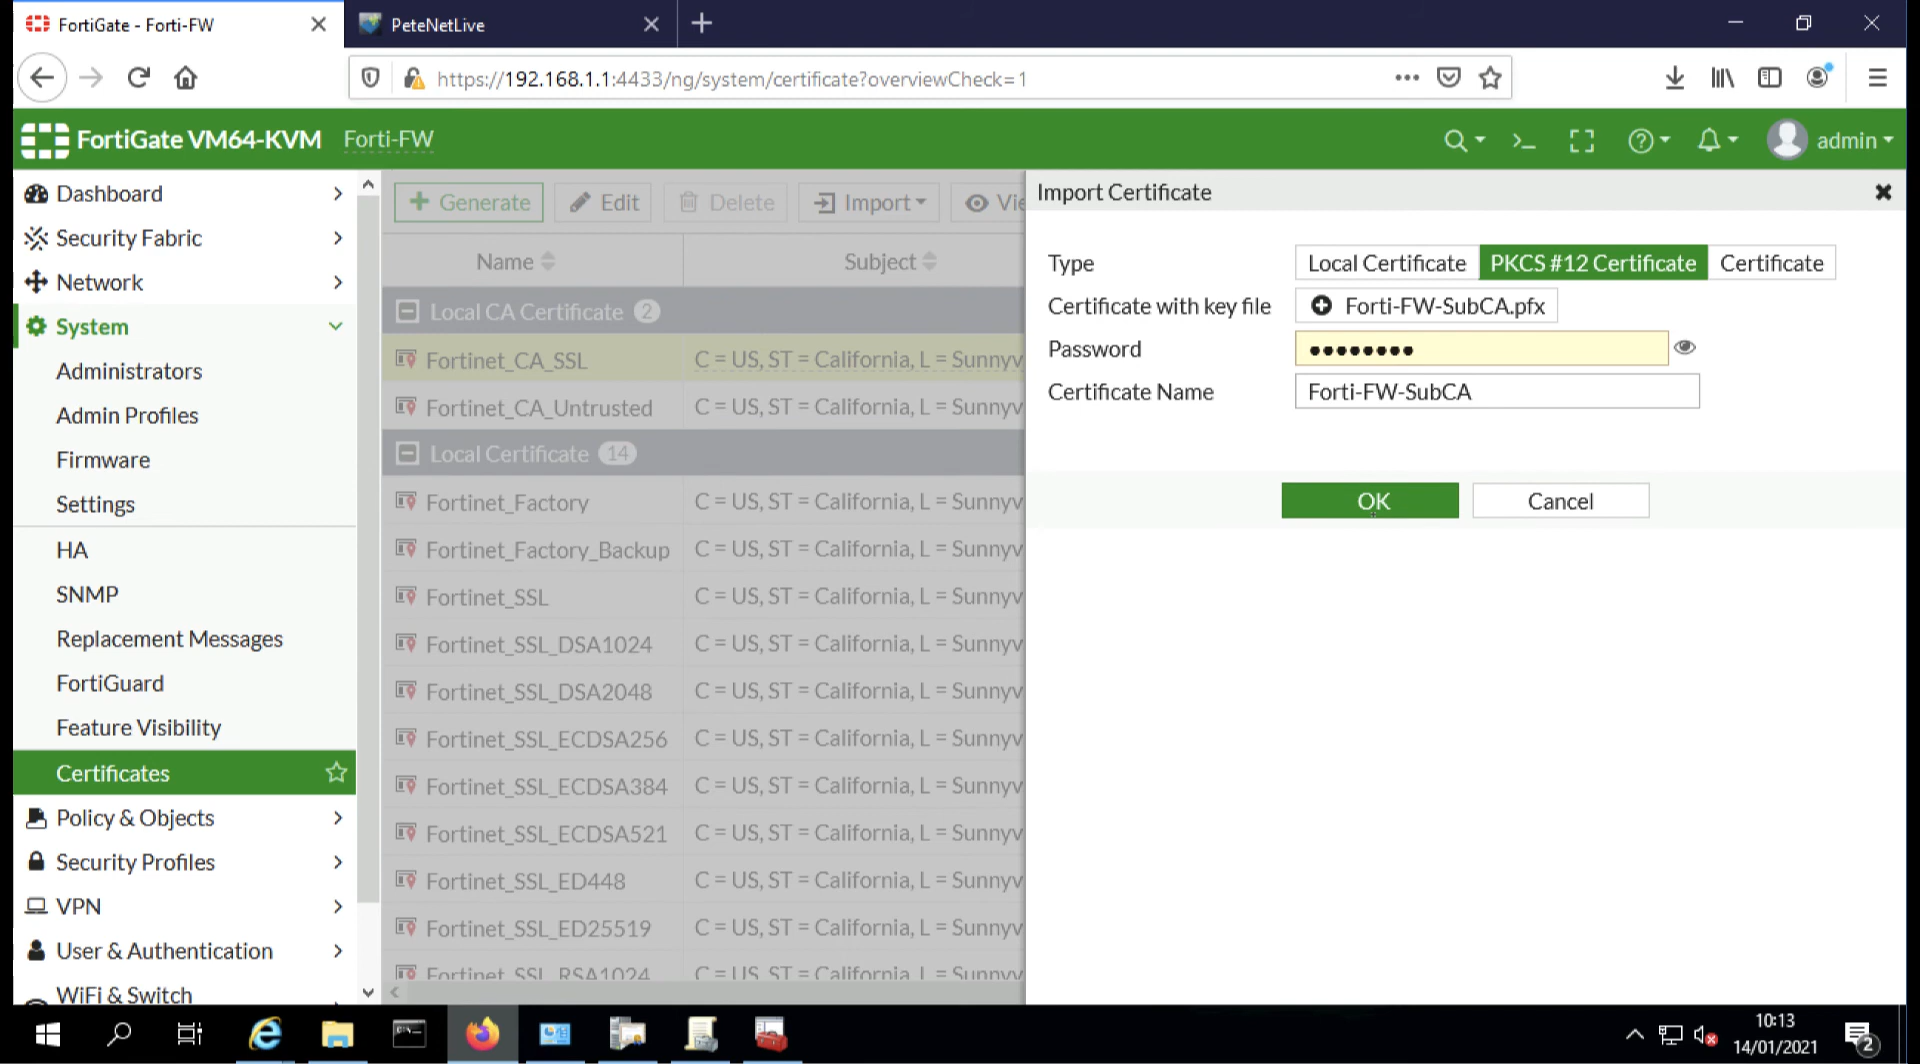 FortiGate - Forti-FW
PeteNetLive
https://192.168.1.1:4433/ng/system/certificate?overviewCheck=1
FortiGate VM64-KVM Forti-FW
admin
Dashboard
Security Fabric
Network
System
Administrators
Admin Profiles
Firmware
Settings
HA
SNMP
Replacement Messages
FortiGuard
Feature Visibility
Certificates
Policy & Objects
Security Profiles
VPN
User & Authentication
WiFi & Switch
Generate Edit Delete Import Vie
Name Subject
Local CA Certificate 2
Fortinet_CA_SSL C = US, ST = California, L = Sunnyv
Fortinet_CA_Untrusted C = US, ST = California, L = Sunnyv
Local Certificate 14
Fortinet_Factory C = US, ST = California, L = Sunnyv
Fortinet_Factory_Backup C = US, ST = California, L = Sunnyv
Fortinet_SSL C = US, ST = California, L = Sunnyv
Fortinet_SSL_DSA1024 C = US, ST = California, L = Sunnyv
Fortinet_SSL_DSA2048 C = US, ST = California, L = Sunnyv
Fortinet_SSL_ECDSA256 C = US, ST = California, L = Sunnyv
Fortinet_SSL_ECDSA384 C = US, ST = California, L = Sunnyv
Fortinet_SSL_ECDSA521 C = US, ST = California, L = Sunnyv
Fortinet_SSL_ED448 C = US, ST = California, L = Sunnyv
Fortinet_SSL_ED25519 C = US, ST = California, L = Sunnyv
Fortinet_SSL_RSA1024 C = US, ST = California, L = Sunnyv
Import Certificate
Type Local Certificate PKCS #12 Certificate Certificate
Certificate with key file Forti-FW-SubCA.pfx
Password ●●●●●●●●
Certificate Name Forti-FW-SubCA
OK Cancel
10:13
14/01/2021
2